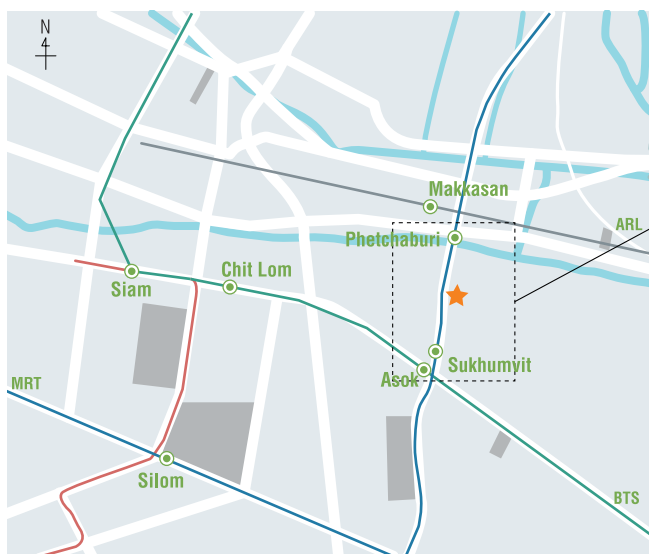 N
Makkasan
ARL
Phetchaburi
Chit Lom
Siam
Sukhumvit
Asok
MRT
Silom
BTS